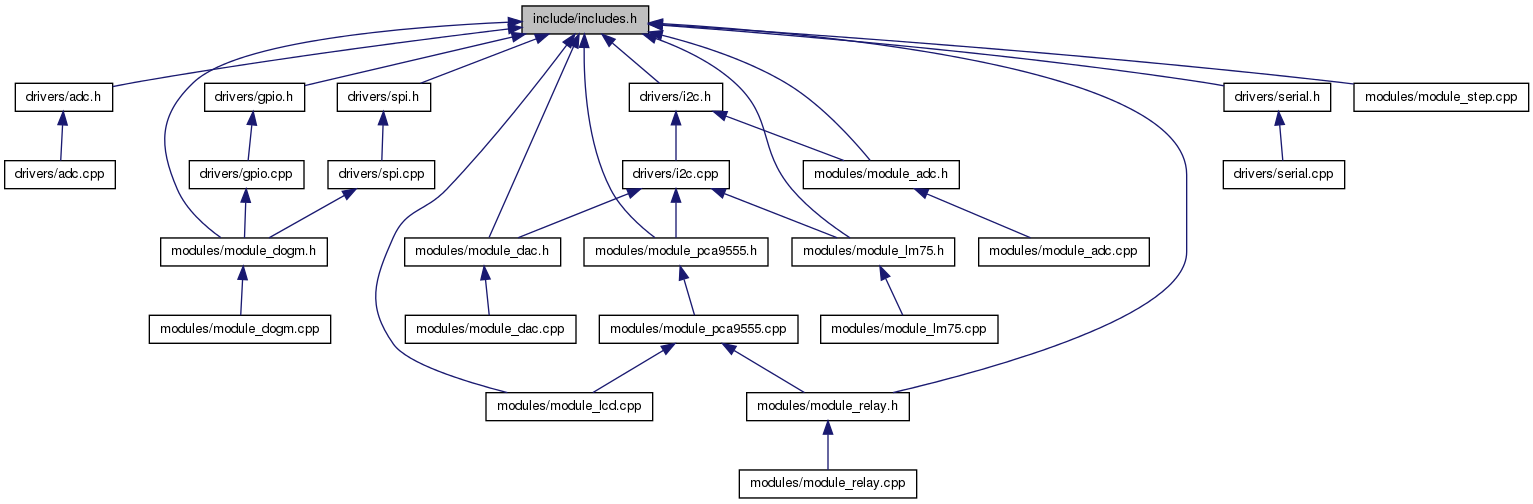 include/includes.h
drivers/adc.h
drivers/gpio.h
drivers/spi.h
drivers/i2c.h
drivers/serial.h
modules/module_step.cpp
drivers/adc.cpp
drivers/gpio.cpp
drivers/spi.cpp
drivers/i2c.cpp
modules/module_adc.h
drivers/serial.cpp
modules/module_dogm.h
modules/module_dac.h
modules/module_pca9555.h
modules/module_lm75.h
modules/module_adc.cpp
modules/module_dogm.cpp
modules/module_dac.cpp
modules/module_pca9555.cpp
modules/module_lm75.cpp
modules/module_lcd.cpp
modules/module_relay.h
modules/module_relay.cpp